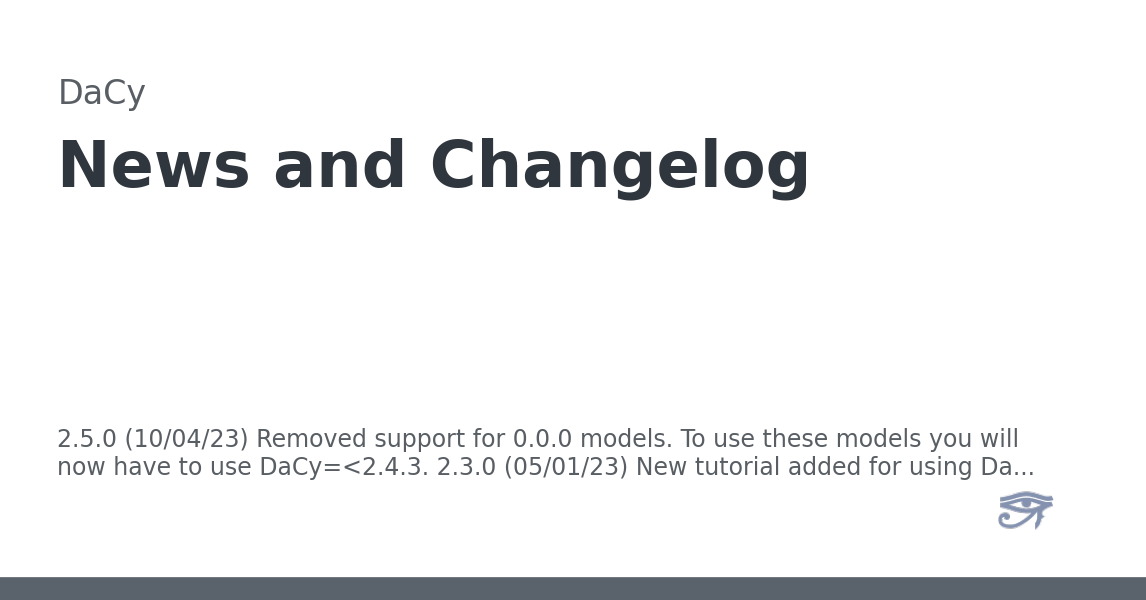 DaCy
News and Changelog
2.5.0 (10/04/23) Removed support for 0.0.0 models. To use these models you will
now have to use DaCy=<2.4.3. 2.3.0 (05/01/23) New tutorial added for using Da...